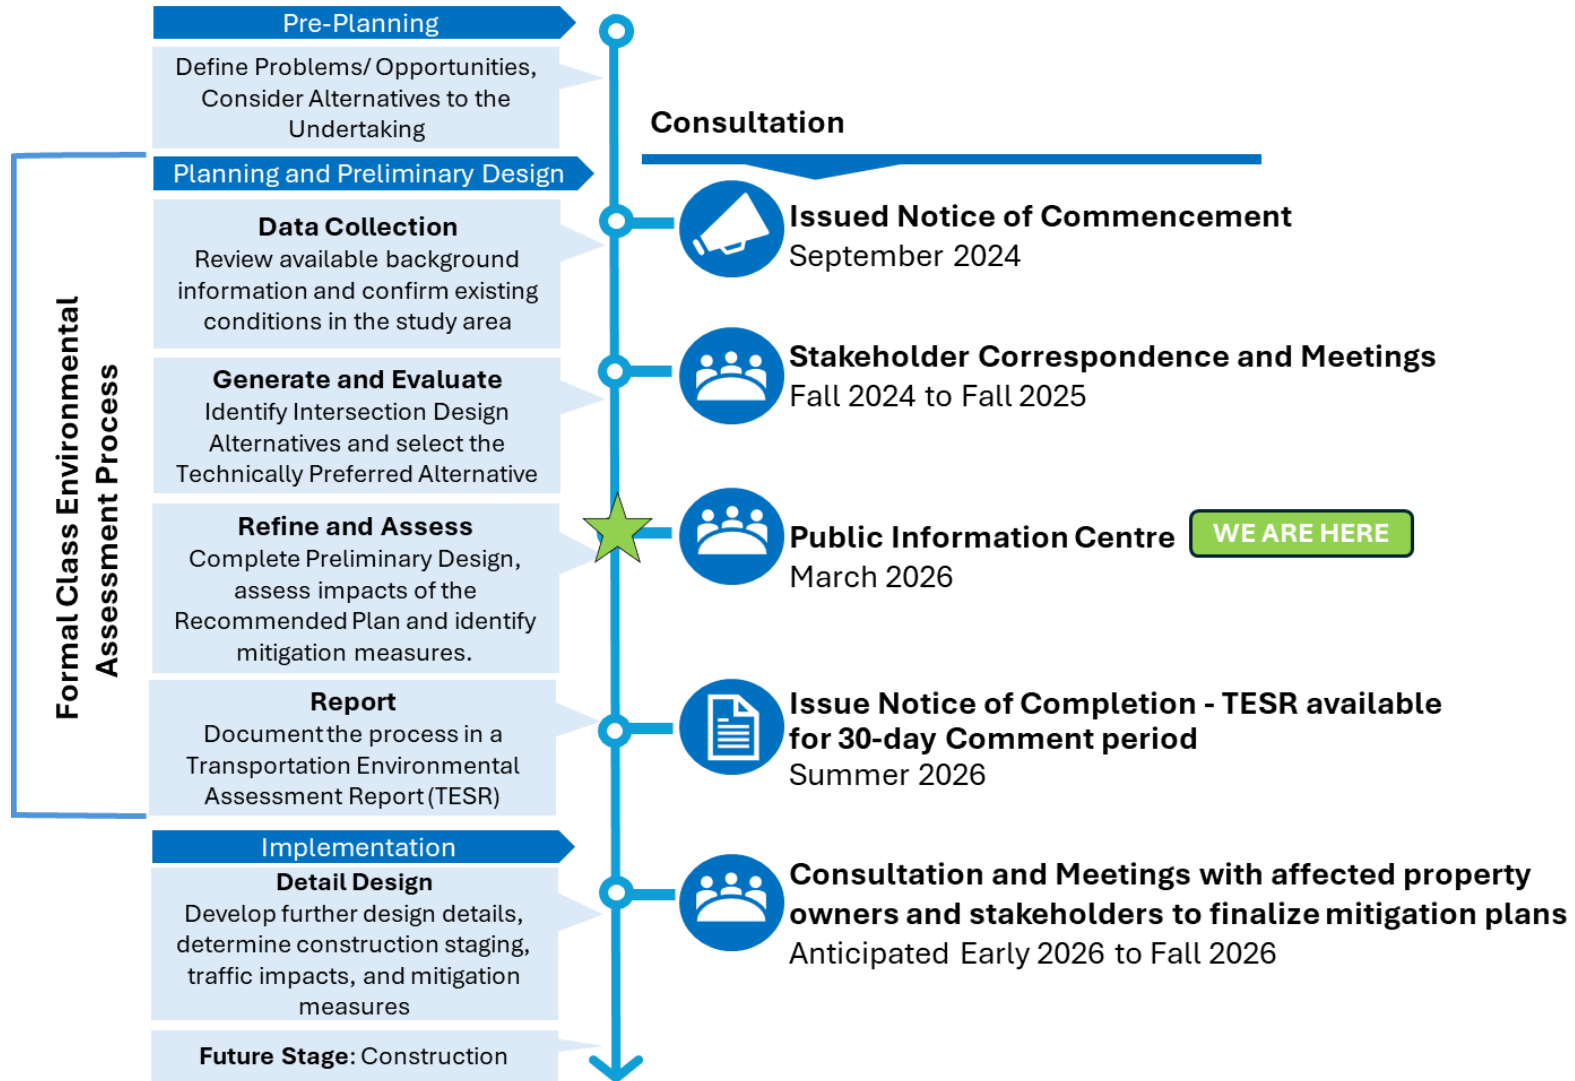 Pre-Planning
Define Problems/ Opportunities,
Consider Alternatives to the
Undertaking
Consultation
Formal Class Environmental
Assessment Process
Planning and Preliminary Design
Data Collection
Review available background
information and confirm existing
conditions in the study area
Issued Notice of Commencement
September 2024
Generate and Evaluate
Identify Intersection Design
Alternatives and select the
Technically Preferred Alternative
Stakeholder Correspondence and Meetings
Fall 2024 to Fall 2025
Refine and Assess
Complete Preliminary Design,
assess impacts of the
Recommended Plan and identify
mitigation measures.
Public Information Centre
WE ARE HERE
March 2026
Report
Document the process in a
Transportation Environmental
Assessment Report (TESR)
Issue Notice of Completion - TESR available
for 30-day Comment period
Summer 2026
Implementation
Detail Design
Develop further design details,
determine construction staging,
traffic impacts, and mitigation
measures
Consultation and Meetings with affected property
owners and stakeholders to finalize mitigation plans
Anticipated Early 2026 to Fall 2026
Future Stage: Construction